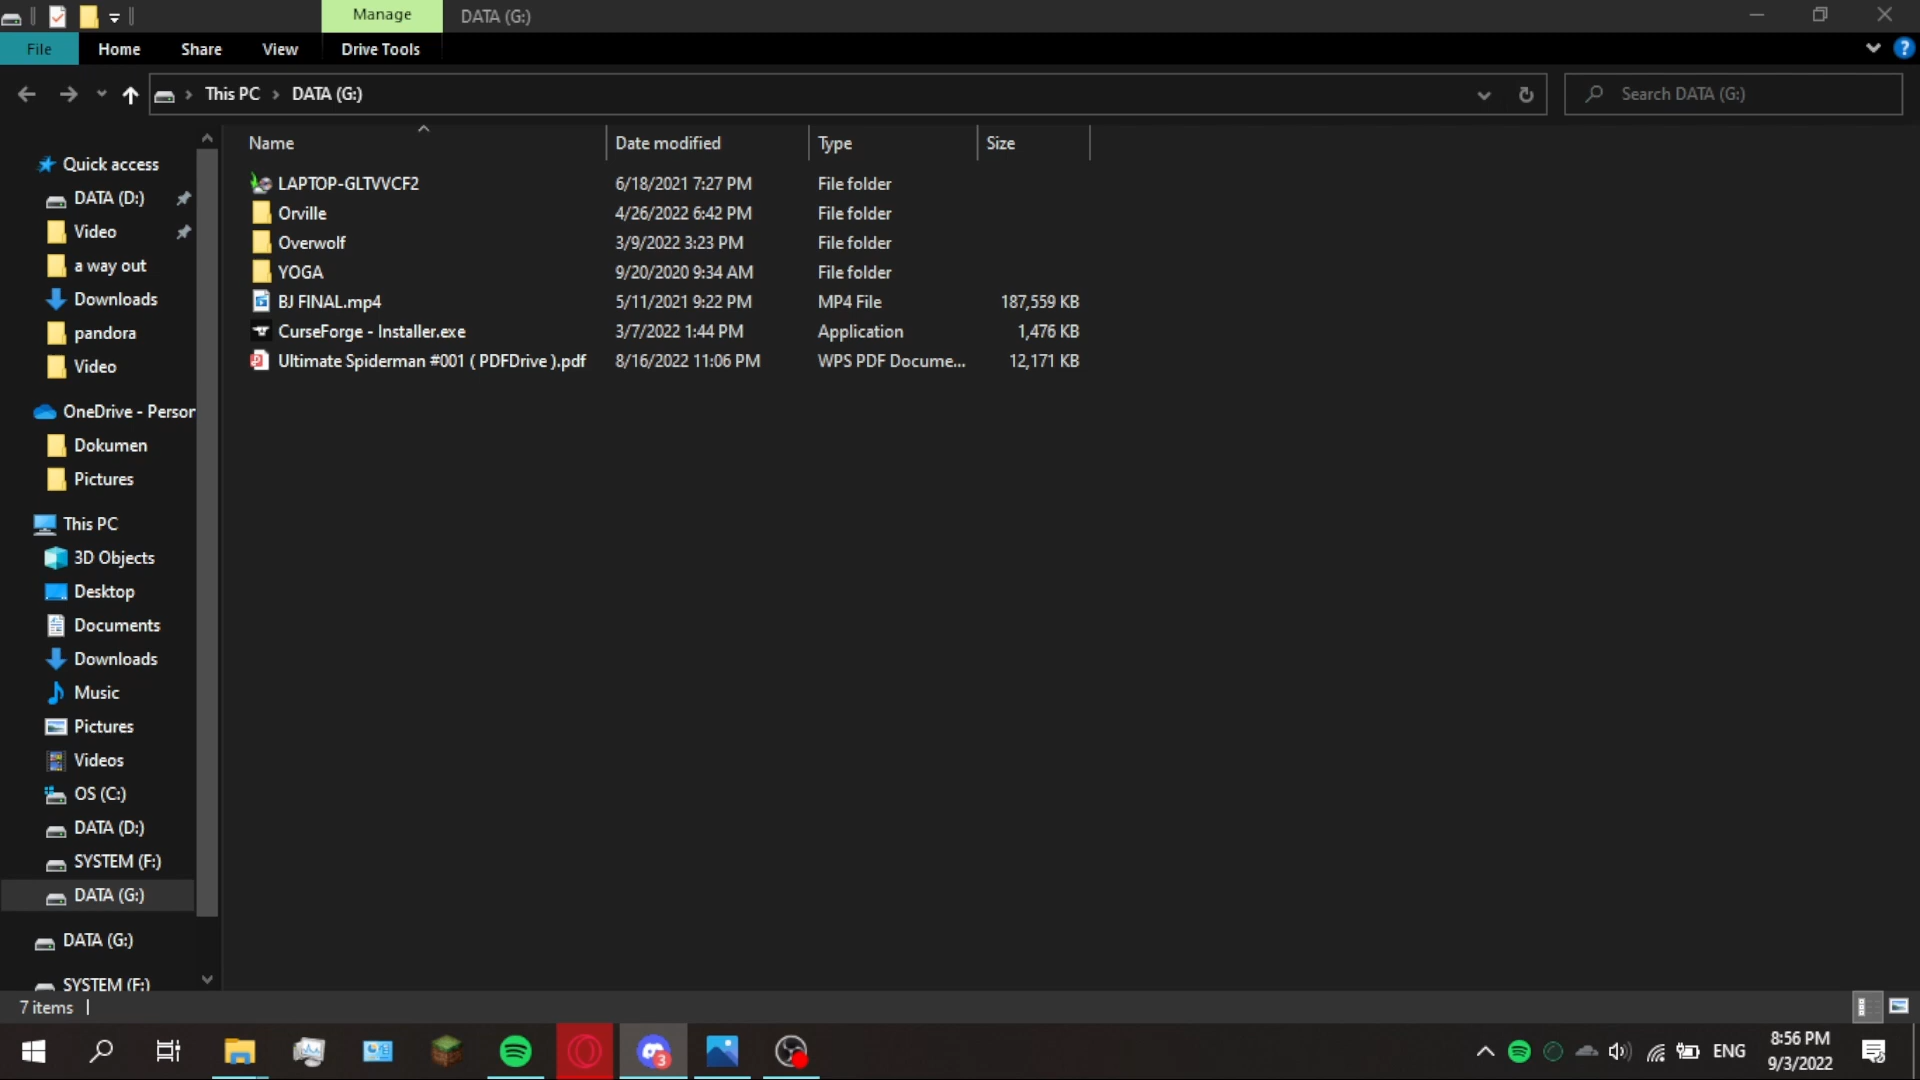 Manage DATA (G:)
File Home Share View Drive Tools
This PC DATA (G:) Search DATA (G:)
Name Date modified Type Size
LAPTOP-GLTVVCF2 6/18/2021 7:27 PM File folder
Orville 4/26/2022 6:42 PM File folder
Overwolf 3/9/2022 3:23 PM File folder
YOGA 9/20/2020 9:34 AM File folder
BJ FINAL.mp4 5/11/2021 9:22 PM MP4 File 187,559 KB
CurseForge - Installer.exe 3/7/2022 1:44 PM Application 1,476 KB
Ultimate Spiderman #001 ( PDFDrive ).pdf 8/16/2022 11:06 PM WPS PDF Docume... 12,171 KB
Quick access
DATA (D:)
Video
a way out
Downloads
pandora
Video
OneDrive - Person
Dokumen
Pictures
This PC
3D Objects
Desktop
Documents
Downloads
Music
Pictures
Videos
OS (C:)
DATA (D:)
SYSTEM (F:)
DATA (G:)
DATA (G:)
SYSTEM (F:)
7 items
3
ENG
8:56 PM
9/3/2022